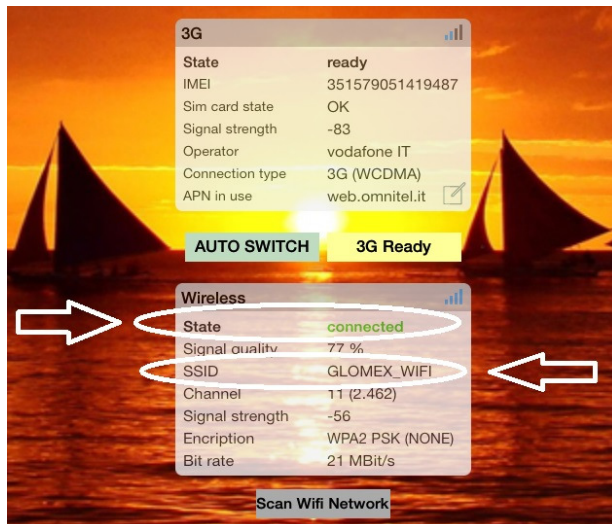 3G
State ready
IMEI 351579051419487
Sim card state OK
Signal strength -83
Operator vodafone IT
Connection type 3G (WCDMA)
APN in use web.omnitel.it
AUTO SWITCH 3G Ready
Wireless
State connected
Signal quality 77 %
SSID GLOMEX_WIFI
Channel 11 (2.462)
Signal strength -56
Encription WPA2 PSK (NONE)
Bit rate 21 MBit/s
Scan Wifi Network